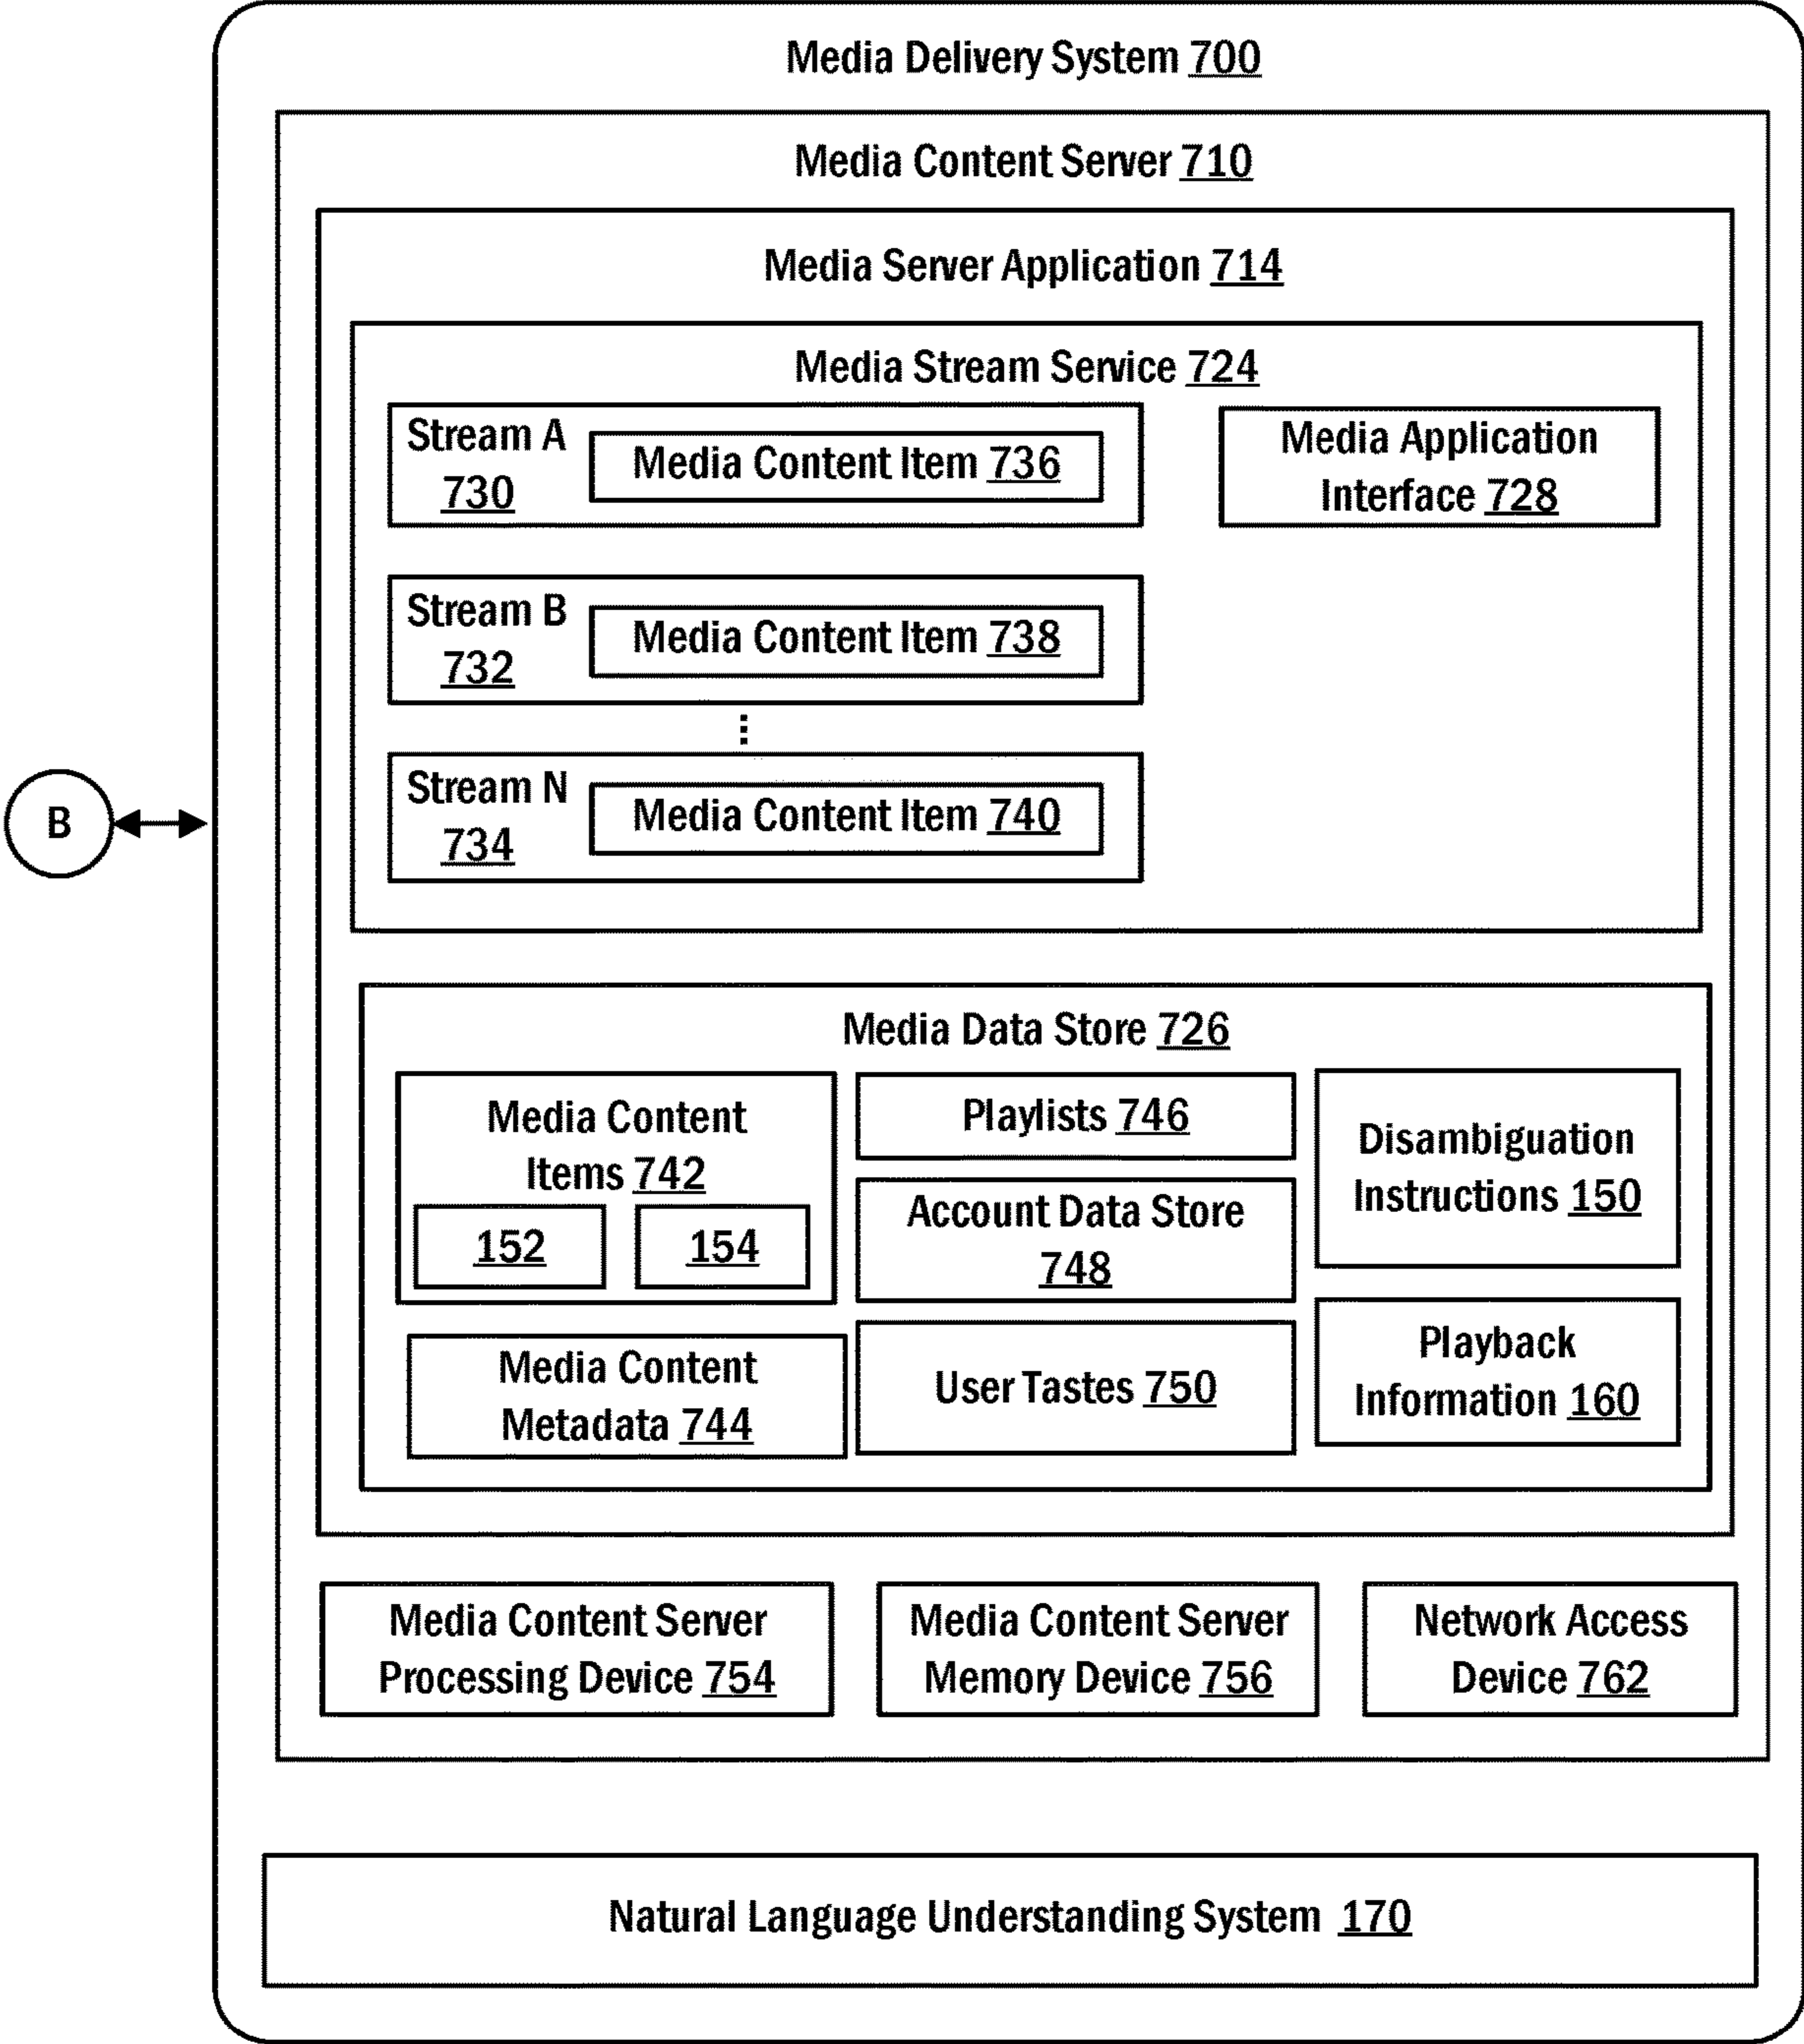 Media Delivery System 700
Media Content Server 710
Media Server Application 714
Media Stream Service 724
Stream A
730
Media Content Item 736
Media Application
Interface 728
Stream B
732
Media Content Item 738
⋮
Stream N
734
Media Content Item 740
B
Media Data Store 726
Media Content
Items 742
152
154
Playlists 746
Account Data Store
748
Disambiguation
Instructions 150
Media Content
Metadata 744
User Tastes 750
Playback
Information 160
Media Content Server
Processing Device 754
Media Content Server
Memory Device 756
Network Access
Device 762
Natural Language Understanding System 170